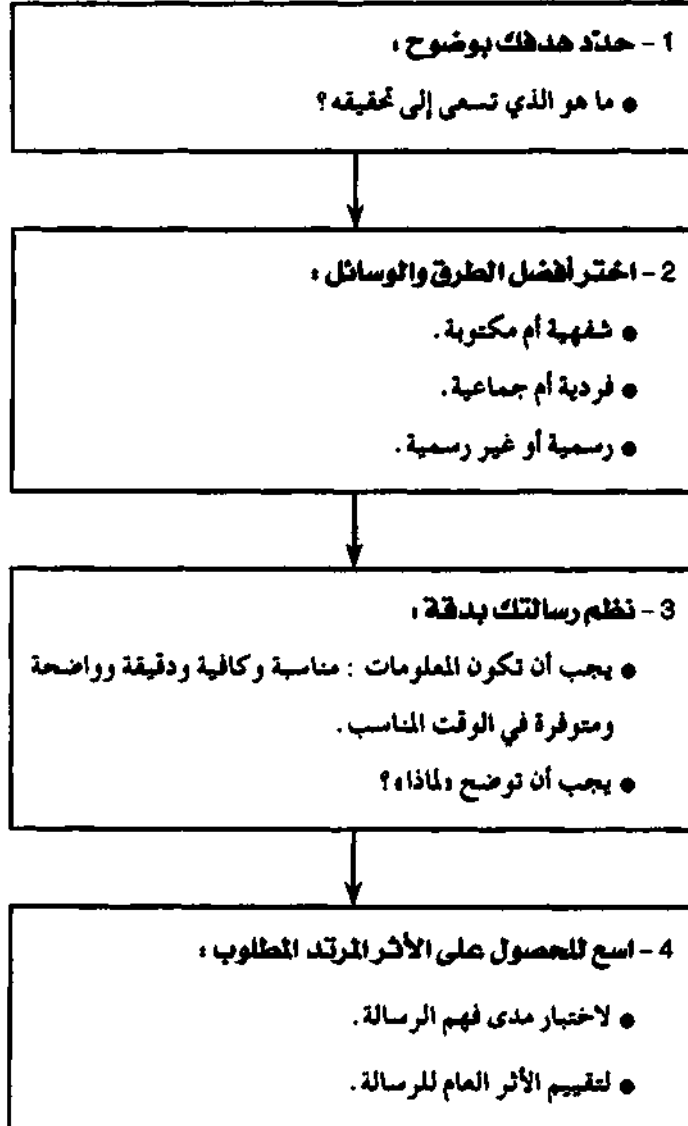 1 - حدّد هدفك بوضوح :
● ما هو الذي تسعى إلى تحقيقه؟
2 - اختر أفضل الطرق والوسائل :
● شفهية أم مكتوبة .
● فردية أم جماعية .
● رسمية أو غير رسمية .
3 - نظم رسالتك بدقة :
● يجب أن تكون المعلومات : مناسبة وكافية ودقيقة وواضحة
ومتوفرة في الوقت المناسب .
● يجب أن توضح «لماذا»؟
4 - اسع للحصول على الأثر المرتد المطلوب :
● لاختبار مدى فهم الرسالة .
● لتقييم الأثر العام للرسالة .